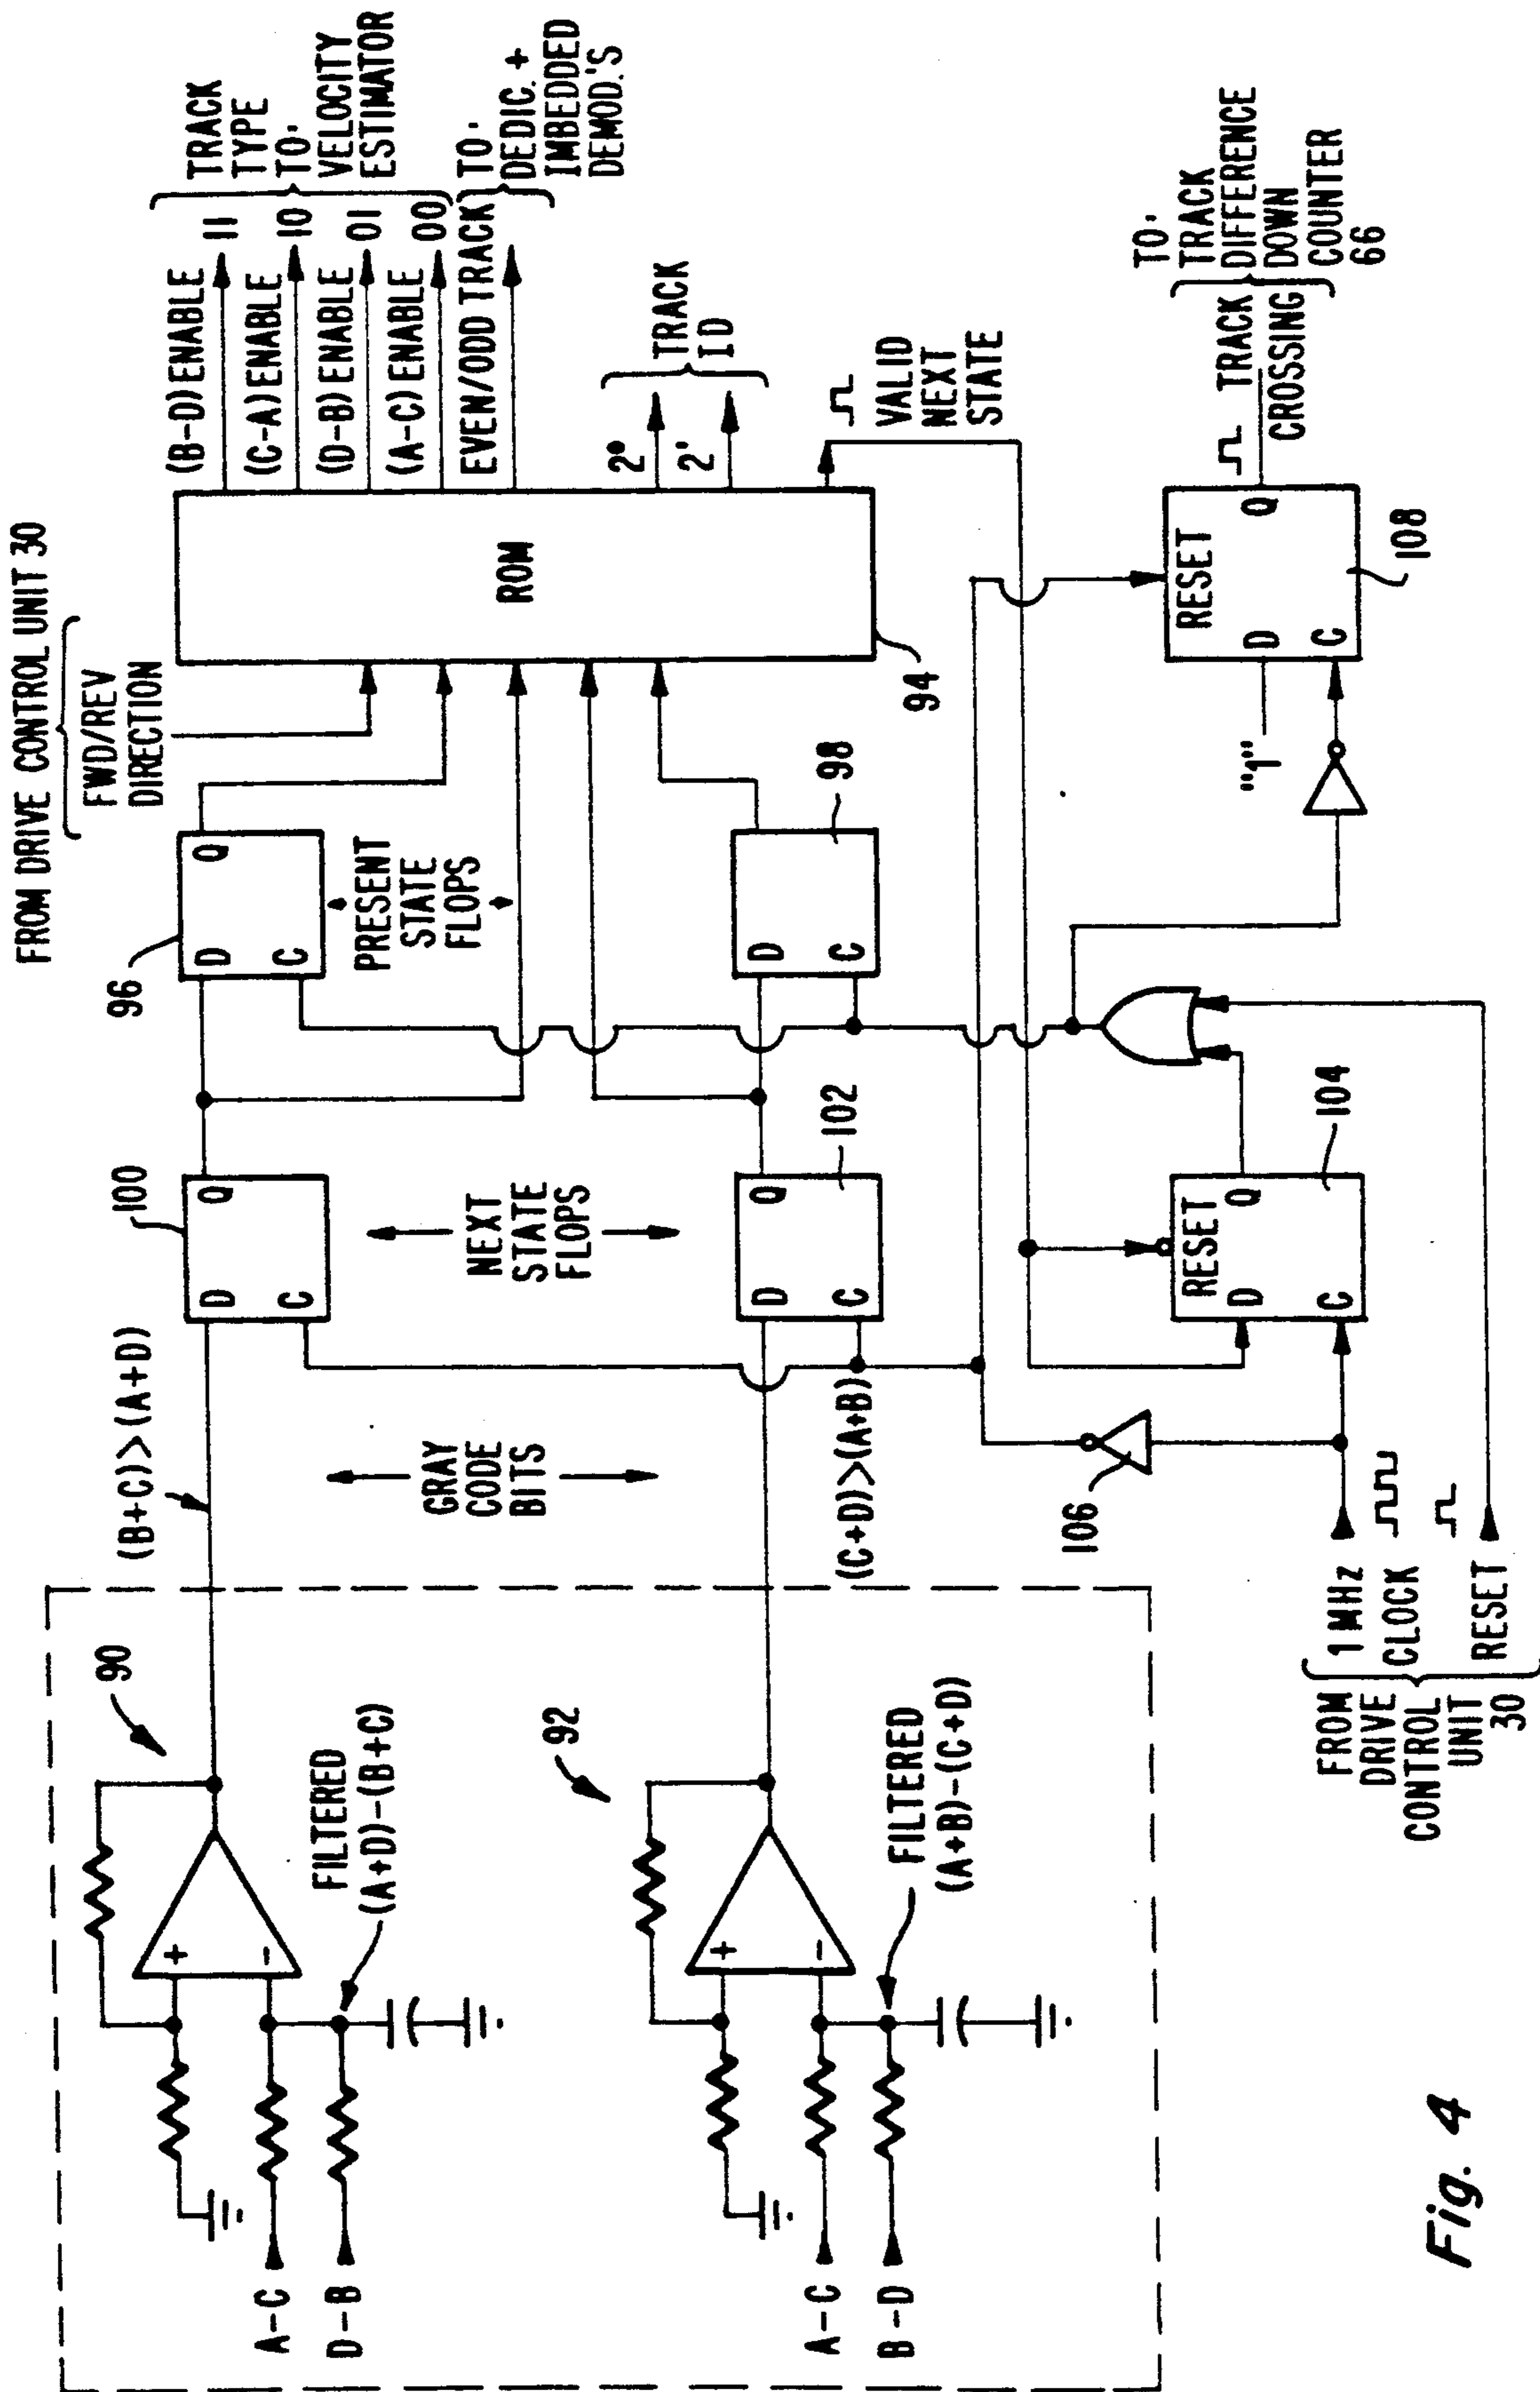 FROM DRIVE CONTROL UNIT 30
FWD/REV
DIRECTION
TRACK
TYPE
TO:
VELOCITY
ESTIMATOR
(B-D) ENABLE 11
(C-A) ENABLE 10
(D-B) ENABLE 01
(A-C) ENABLE 00
EVEN/ODD TRACK
TO:
DEDIC. +
IMBEDDED
DEMOD.'S
2°
2'
TRACK
ID
VALID
NEXT
STATE
ROM
94
96
D
Q
C
PRESENT
STATE
FLOPS
98
D
C
100
D
Q
C
NEXT
STATE
FLOPS
102
D
Q
C
(B+C)>(A+D)
GRAY
CODE
BITS
(C+D)>(A+B)
90
+
-
FILTERED
(A+D)-(B+C)
A-C
D-B
92
+
-
FILTERED
(A+B)-(C+D)
A-C
B-D
106
RESET
D
Q
C
104
RESET
D
Q
C
108
"1"
TRACK
CROSSING
TO:
TRACK
DIFFERENCE
DOWN
COUNTER
66
FROM
DRIVE
CONTROL
UNIT
30
1 MHz
CLOCK
RESET
Fig. 4